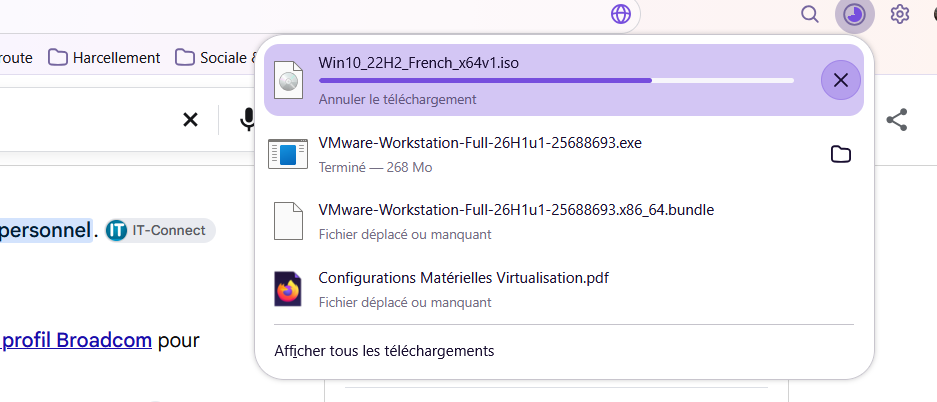 route
Harcellement
Sociale
Win10_22H2_French_x64v1.iso
Annuler le téléchargement
VMware-Workstation-Full-26H1u1-25688693.exe
Terminé — 268 Mo
VMware-Workstation-Full-26H1u1-25688693.x86_64.bundle
Fichier déplacé ou manquant
Configurations Matérielles Virtualisation.pdf
Fichier déplacé ou manquant
Afficher tous les téléchargements
personnel.
IT
IT-Connect
profil Broadcom pour